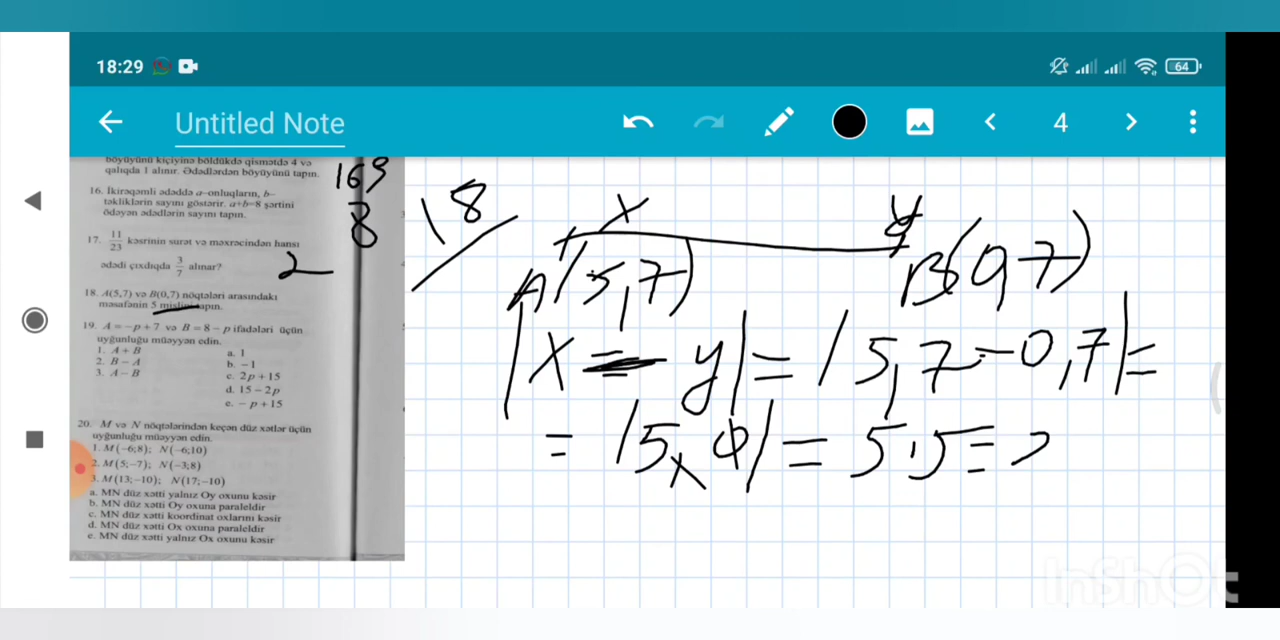 18:29
64
Untitled Note
4
böyüyünü kiçiyinə böldükdə qismətdə 4 və
qalıqda 1 alınır. Ədədlərdən böyüyünü tapın.
169
16. İkirəqəmli ədəddə a–onluqların, b–
təkliklərin sayını göstərir. a+b=8 şərtini
ödəyən ədədlərin sayını tapın.
8
17. 11/23 kəsrinin surət və məxrəcindən hansı
ədədi çıxdıqda 3/7 alınar?
2
18. A(5,7) və B(0,7) nöqtələri arasındakı
məsafənin 5 mislini tapın.
19. A=−p+7 və B=8−p ifadələri üçün
uyğunluğu müəyyən edin.
1. A+B a. 1
2. B−A b. −1
3. A−B c. 2p+15
d. 15−2p
e. −p+15
20. M və N nöqtələrindən keçən düz xətlər üçün
uyğunluğu müəyyən edin.
1. M(−6;8); N(−6;10)
2. M(5;−7); N(−3;8)
3. M(13;−10); N(17;−10)
a. MN düz xətti yalnız Oy oxunu kəsir
b. MN düz xətti Oy oxuna paraleldir
c. MN düz xətti koordinat oxlarını kəsir
d. MN düz xətti Ox oxuna paraleldir
e. MN düz xətti yalnız Ox oxunu kəsir
18
x y
A(5,7) B(0,7)
|x − y| = |5,7 − 0,7| =
= |5,0| = 5·5 =
InShOt